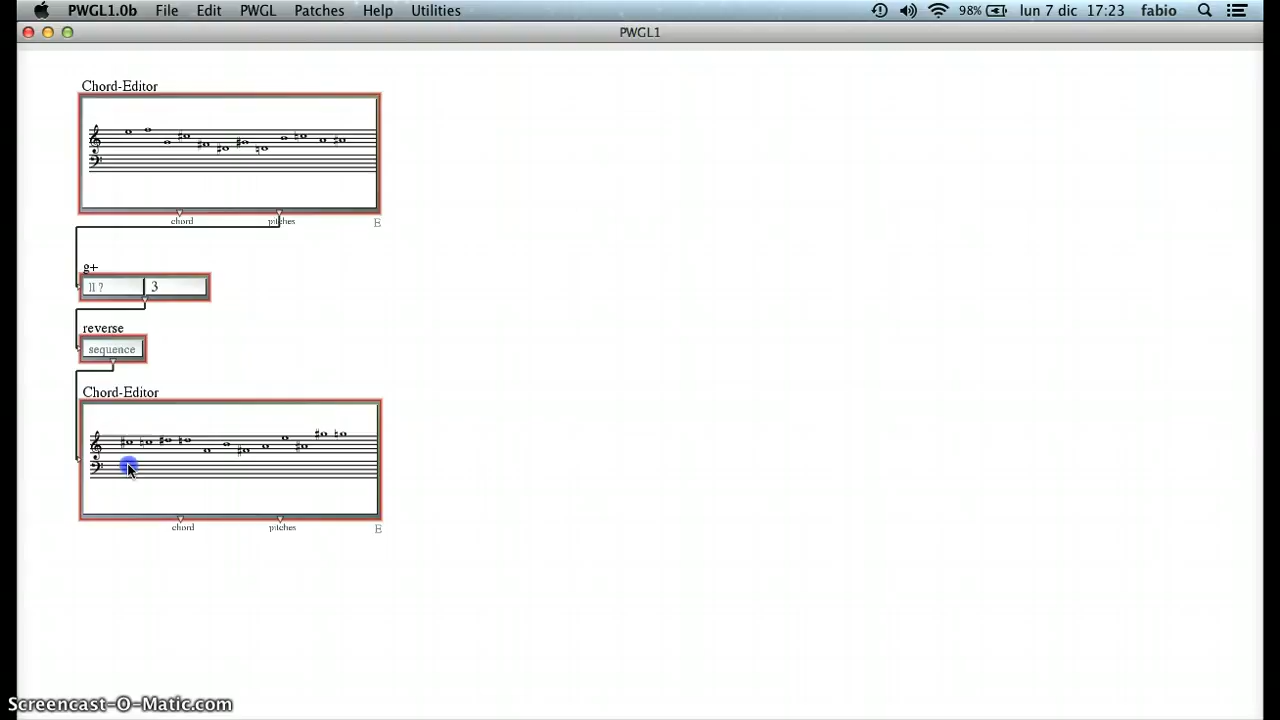 PWGL1.0b File Edit PWGL Patches Help Utilities 98% lun 7 dic 17:23 fabio
PWGL1
Chord-Editor
chord pitches
E
g+
ll ? 3
reverse
sequence
Chord-Editor
chord pitches
E
Screencast-O-Matic.com